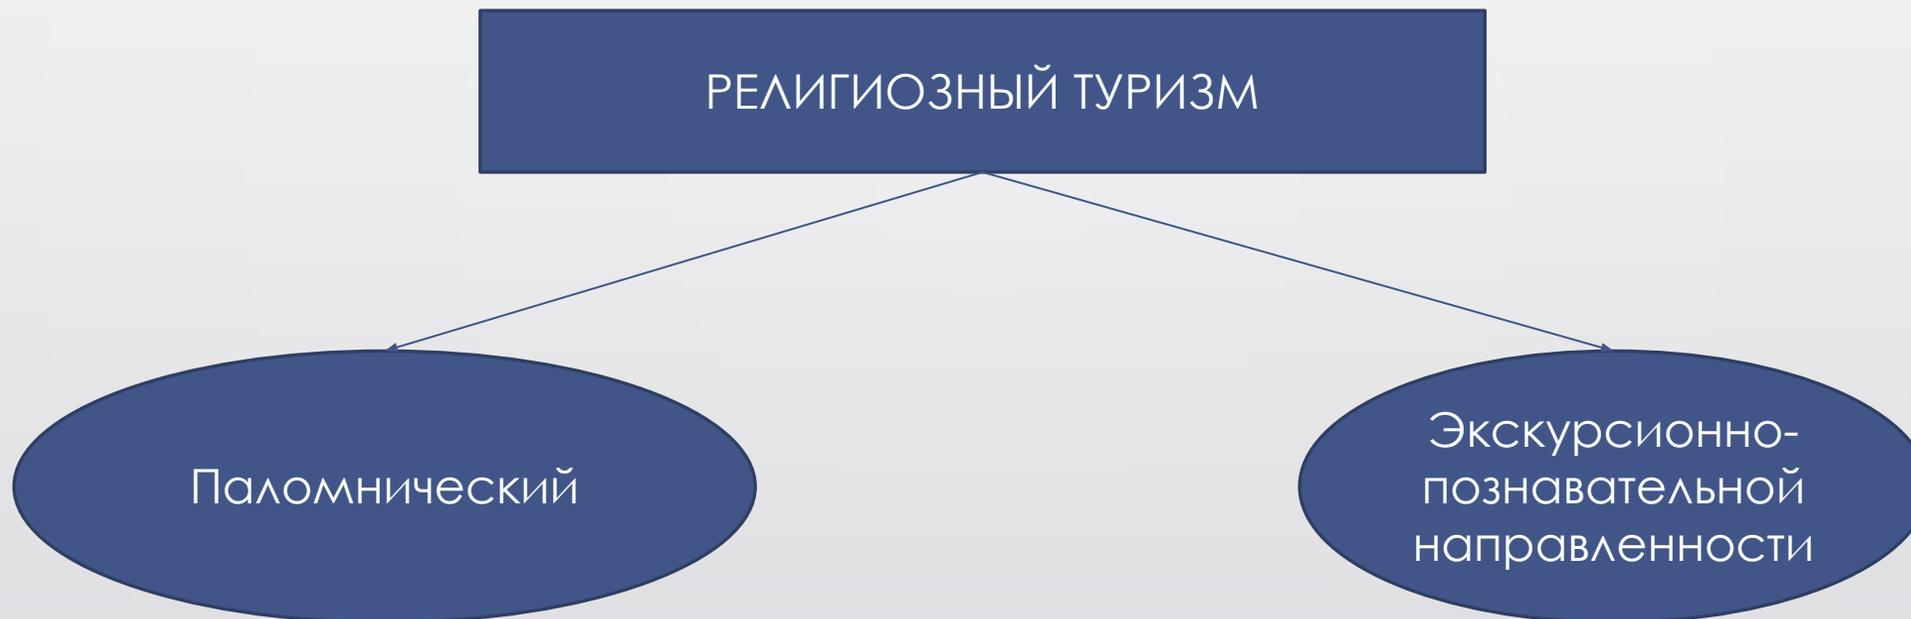 РЕЛИГИОЗНЫЙ ТУРИЗМ
Паломнический
Экскурсионно-
познавательной
направленности